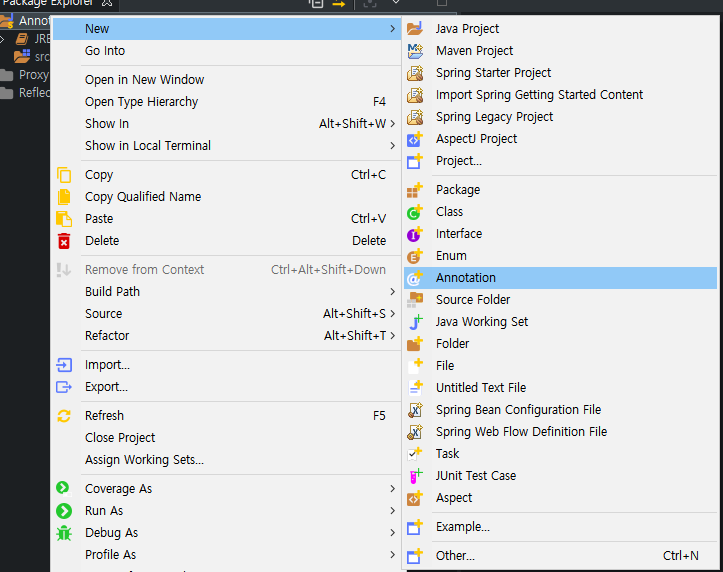 Package Explorer
Anno
JRE
src
Proxy
Reflec
New
Go Into
Open in New Window
Open Type Hierarchy F4
Show In Alt+Shift+W
Show in Local Terminal
Copy Ctrl+C
Copy Qualified Name
Paste Ctrl+V
Delete Delete
Remove from Context Ctrl+Alt+Shift+Down
Build Path
Source Alt+Shift+S
Refactor Alt+Shift+T
Import...
Export...
Refresh F5
Close Project
Assign Working Sets...
Coverage As
Run As
Debug As
Profile As
Java Project
Maven Project
Spring Starter Project
Import Spring Getting Started Content
Spring Legacy Project
AspectJ Project
Project...
Package
Class
Interface
Enum
Annotation
Source Folder
Java Working Set
Folder
File
Untitled Text File
Spring Bean Configuration File
Spring Web Flow Definition File
Task
JUnit Test Case
Aspect
Example...
Other... Ctrl+N